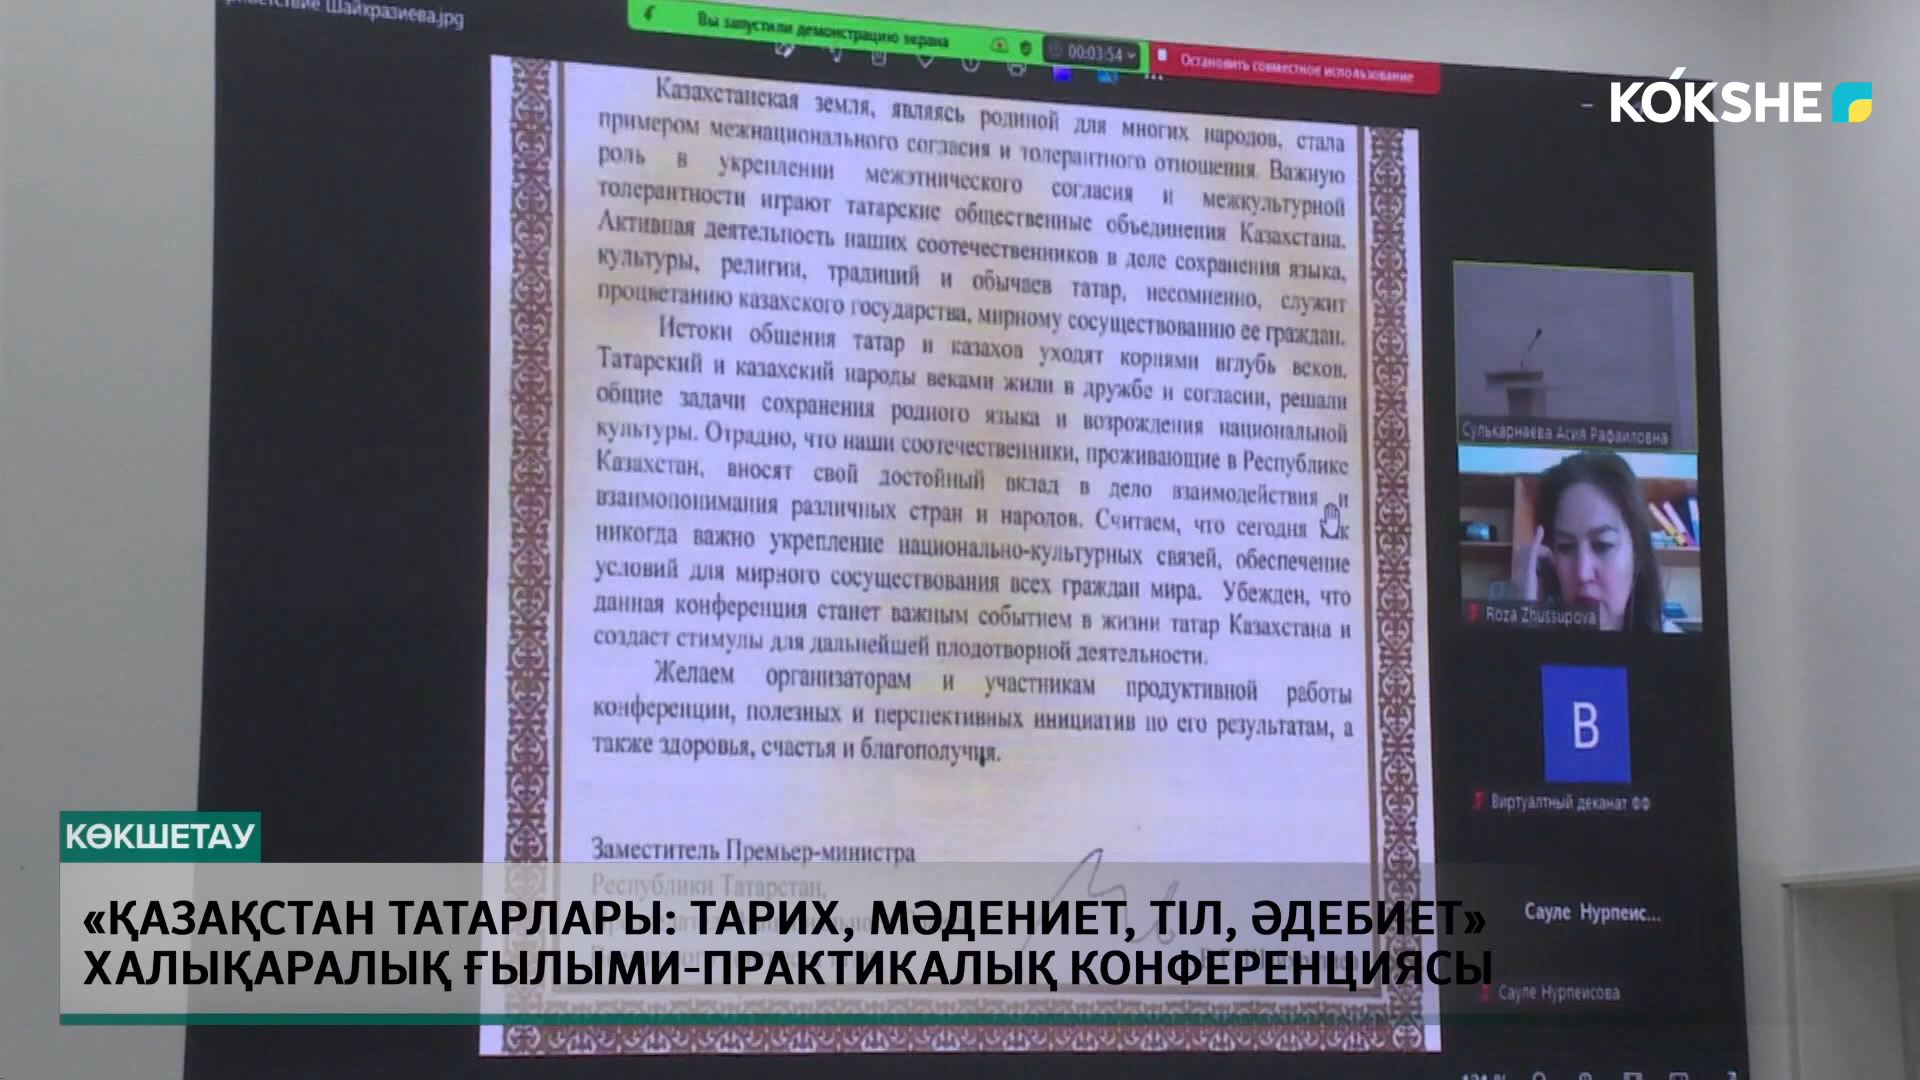 Шайхразиева.jpg
Вы запустили демонстрацию экрана
00:03:54
Остановить совместное использование
KÓKSHE
Казахстанская земля, являясь родиной для многих народов, стала
примером межнационального согласия и толерантного отношения. Важную
роль в укреплении межэтнического согласия и межкультурной
толерантности играют татарские общественные объединения Казахстана.
Активная деятельность наших соотечественников в деле сохранения языка,
культуры, религии, традиций и обычаев татар, несомненно, служит
процветанию казахского государства, мирному сосуществованию ее граждан.
Истоки общения татар и казахов уходят корнями вглубь веков.
Татарский и казахский народы веками жили в дружбе и согласии, решали
общие задачи сохранения родного языка и возрождения национальной
культуры. Отрадно, что наши соотечественники, проживающие в Республике
Казахстан, вносят свой достойный вклад в дело взаимодействия и
взаимопонимания различных стран и народов. Считаем, что сегодня как
никогда важно укрепление национально-культурных связей, обеспечение
условий для мирного сосуществования всех граждан мира. Убежден, что
данная конференция станет важным событием в жизни татар Казахстана и
создаст стимулы для дальнейшей плодотворной деятельности.
Желаем организаторам и участникам продуктивной работы
конференции, полезных и перспективных инициатив по его результатам, а
также здоровья, счастья и благополучия.
Заместитель Премьер-министра
Республики Татарстан,
Сулькарнаева Асия Рафаиловна
Roza Zhussupova
B
Виртуалтный деканат ФФ
Сауле Нурпеис...
Сауле Нурпеисова
КӨКШЕТАУ
«ҚАЗАҚСТАН ТАТАРЛАРЫ: ТАРИХ, МӘДЕНИЕТ, ТІЛ, ӘДЕБИЕТ»
ХАЛЫҚАРАЛЫҚ ҒЫЛЫМИ-ПРАКТИКАЛЫҚ КОНФЕРЕНЦИЯСЫ